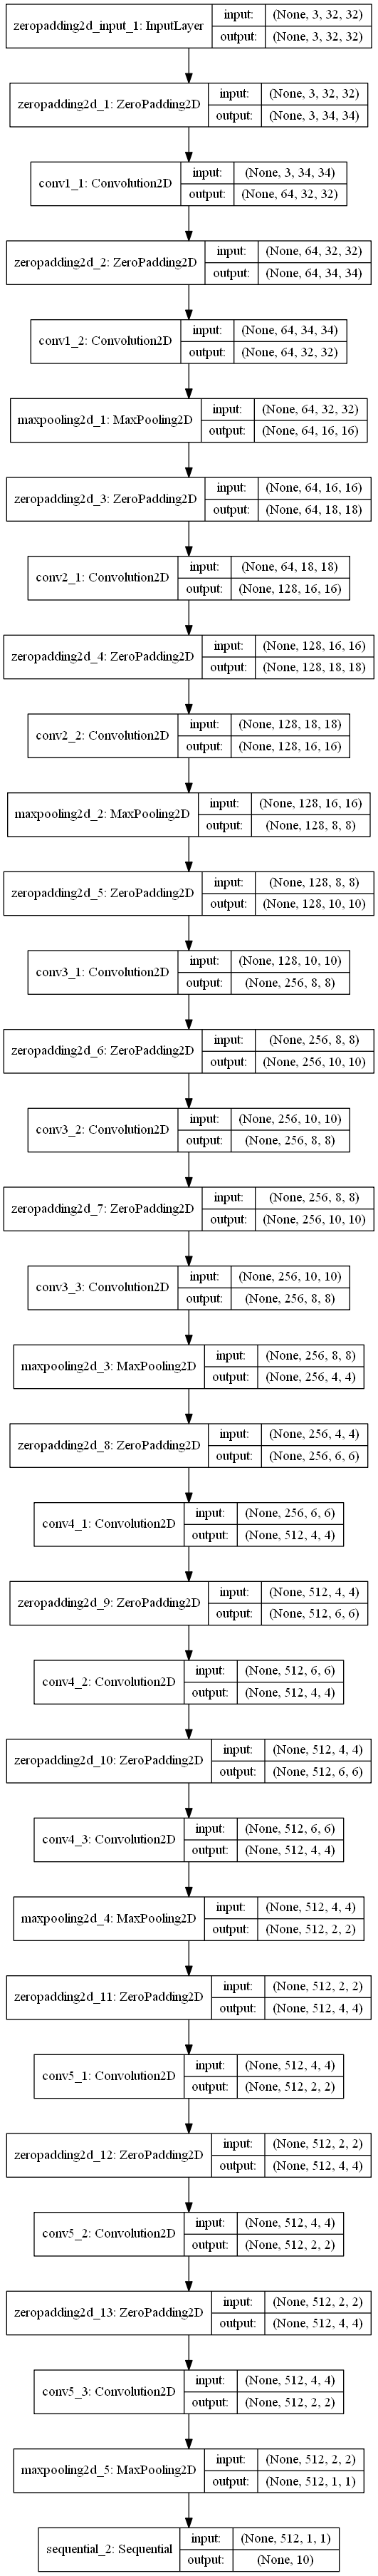 zeropadding2d_input_1: InputLayer input: (None, 3, 32, 32)
output: (None, 3, 32, 32)
zeropadding2d_1: ZeroPadding2D input: (None, 3, 32, 32)
output: (None, 3, 34, 34)
conv1_1: Convolution2D input: (None, 3, 34, 34)
output: (None, 64, 32, 32)
zeropadding2d_2: ZeroPadding2D input: (None, 64, 32, 32)
output: (None, 64, 34, 34)
conv1_2: Convolution2D input: (None, 64, 34, 34)
output: (None, 64, 32, 32)
maxpooling2d_1: MaxPooling2D input: (None, 64, 32, 32)
output: (None, 64, 16, 16)
zeropadding2d_3: ZeroPadding2D input: (None, 64, 16, 16)
output: (None, 64, 18, 18)
conv2_1: Convolution2D input: (None, 64, 18, 18)
output: (None, 128, 16, 16)
zeropadding2d_4: ZeroPadding2D input: (None, 128, 16, 16)
output: (None, 128, 18, 18)
conv2_2: Convolution2D input: (None, 128, 18, 18)
output: (None, 128, 16, 16)
maxpooling2d_2: MaxPooling2D input: (None, 128, 16, 16)
output: (None, 128, 8, 8)
zeropadding2d_5: ZeroPadding2D input: (None, 128, 8, 8)
output: (None, 128, 10, 10)
conv3_1: Convolution2D input: (None, 128, 10, 10)
output: (None, 256, 8, 8)
zeropadding2d_6: ZeroPadding2D input: (None, 256, 8, 8)
output: (None, 256, 10, 10)
conv3_2: Convolution2D input: (None, 256, 10, 10)
output: (None, 256, 8, 8)
zeropadding2d_7: ZeroPadding2D input: (None, 256, 8, 8)
output: (None, 256, 10, 10)
conv3_3: Convolution2D input: (None, 256, 10, 10)
output: (None, 256, 8, 8)
maxpooling2d_3: MaxPooling2D input: (None, 256, 8, 8)
output: (None, 256, 4, 4)
zeropadding2d_8: ZeroPadding2D input: (None, 256, 4, 4)
output: (None, 256, 6, 6)
conv4_1: Convolution2D input: (None, 256, 6, 6)
output: (None, 512, 4, 4)
zeropadding2d_9: ZeroPadding2D input: (None, 512, 4, 4)
output: (None, 512, 6, 6)
conv4_2: Convolution2D input: (None, 512, 6, 6)
output: (None, 512, 4, 4)
zeropadding2d_10: ZeroPadding2D input: (None, 512, 4, 4)
output: (None, 512, 6, 6)
conv4_3: Convolution2D input: (None, 512, 6, 6)
output: (None, 512, 4, 4)
maxpooling2d_4: MaxPooling2D input: (None, 512, 4, 4)
output: (None, 512, 2, 2)
zeropadding2d_11: ZeroPadding2D input: (None, 512, 2, 2)
output: (None, 512, 4, 4)
conv5_1: Convolution2D input: (None, 512, 4, 4)
output: (None, 512, 2, 2)
zeropadding2d_12: ZeroPadding2D input: (None, 512, 2, 2)
output: (None, 512, 4, 4)
conv5_2: Convolution2D input: (None, 512, 4, 4)
output: (None, 512, 2, 2)
zeropadding2d_13: ZeroPadding2D input: (None, 512, 2, 2)
output: (None, 512, 4, 4)
conv5_3: Convolution2D input: (None, 512, 4, 4)
output: (None, 512, 2, 2)
maxpooling2d_5: MaxPooling2D input: (None, 512, 2, 2)
output: (None, 512, 1, 1)
sequential_2: Sequential input: (None, 512, 1, 1)
output: (None, 10)